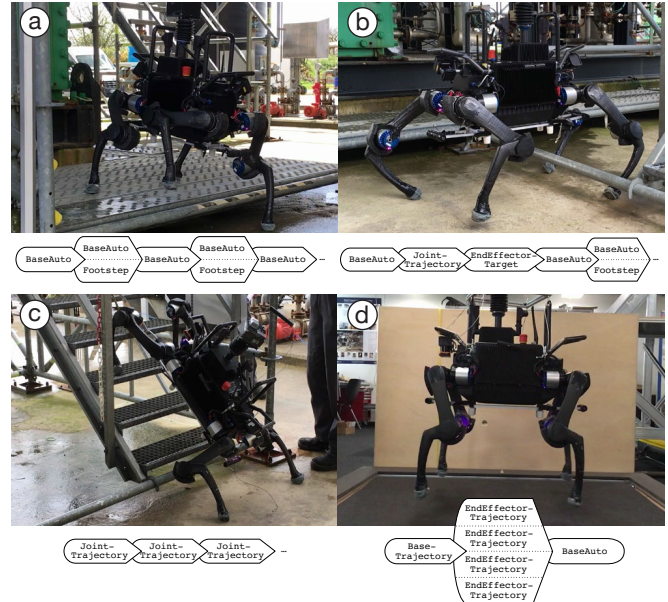 a
b
BaseAuto
BaseAuto
Footstep
BaseAuto
BaseAuto
Footstep
BaseAuto
...
BaseAuto
Joint-
Trajectory
EndEffector-
Target
BaseAuto
BaseAuto
Footstep
...
c
d
Joint-
Trajectory
Joint-
Trajectory
Joint-
Trajectory
...
Base-
Trajectory
EndEffector-
Trajectory
EndEffector-
Trajectory
EndEffector-
Trajectory
EndEffector-
Trajectory
BaseAuto